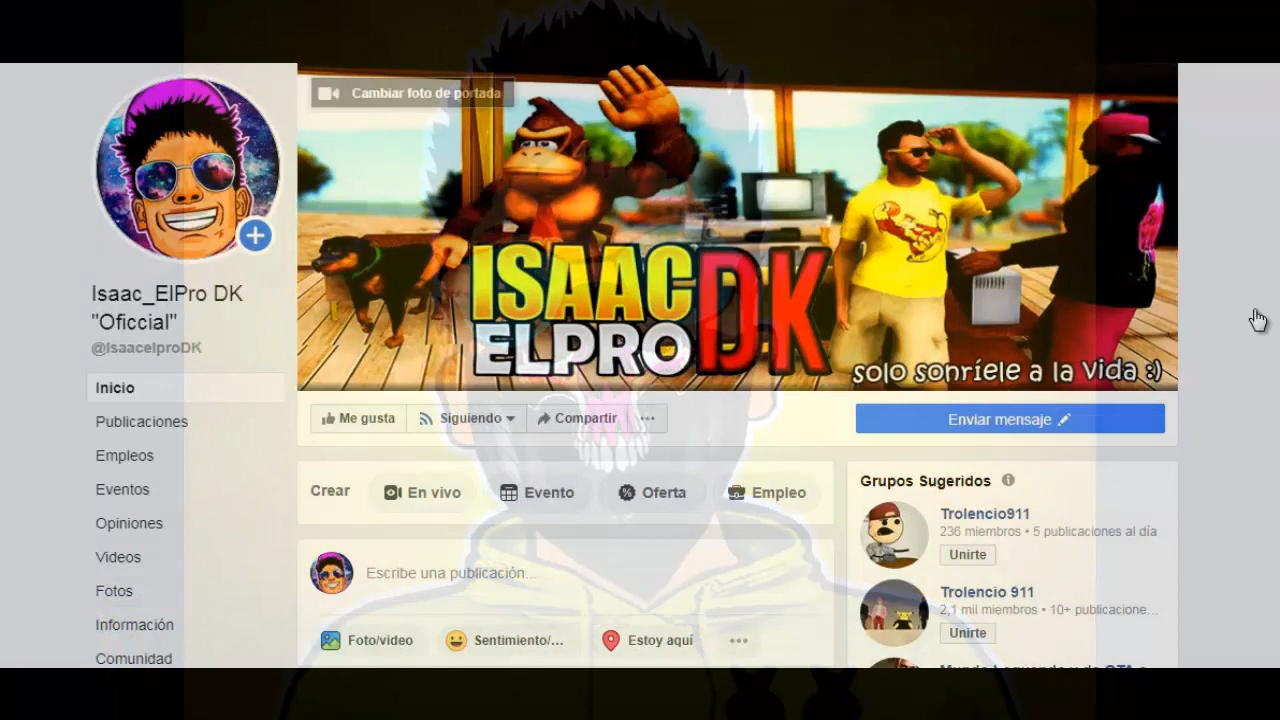 Cambiar foto de portada
ISAAC
ELPRO DK
solo sonríele a la vida :)
Isaac_ElPro DK
"Oficcial"
@IsaacelproDK
Inicio
Publicaciones
Empleos
Eventos
Opiniones
Videos
Fotos
Información
Comunidad
Me gusta
Siguiendo
Compartir
Enviar mensaje
Crear
En vivo
Evento
Oferta
Empleo
Escribe una publicación...
Foto/video
Sentimiento/...
Estoy aquí
Grupos Sugeridos
Trolencio911
236 miembros • 5 publicaciones al día
Unirte
Trolencio 911
2,1 mil miembros • 10+ publicacione...
Unirte